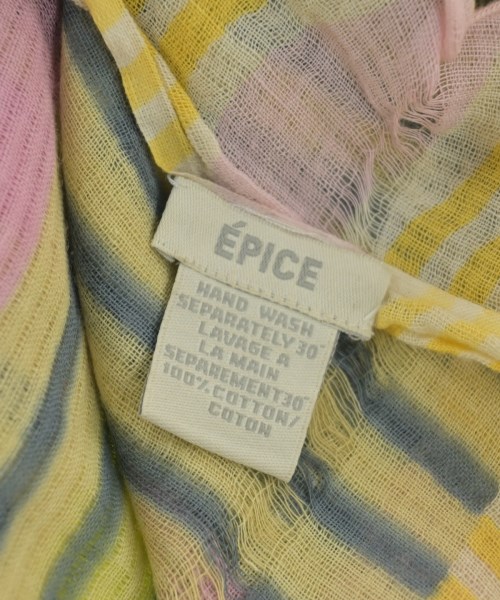 ÉPICE
HAND WASH
SEPARATELY 30°
LAVAGE A
LA MAIN
SEPAREMENT30°
100% COTTON/
COTON